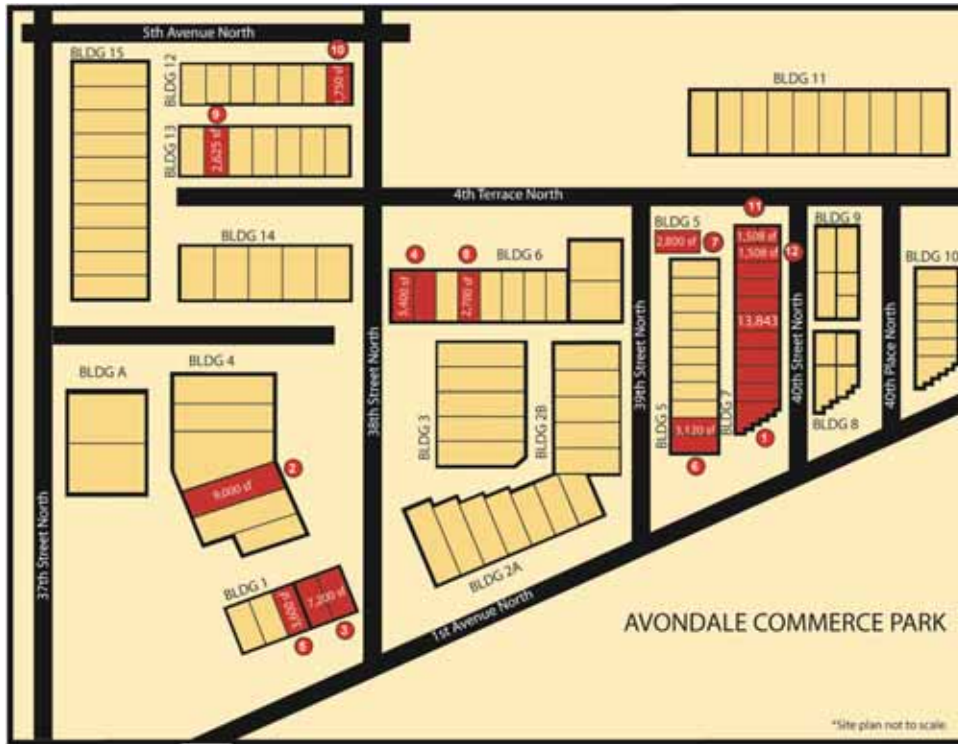 5th Avenue North
BLDG 15
10
BLDG 12
1,750 sf
BLDG 11
9
BLDG 13
2,625 sf
4th Terrace North
11
BLDG 14
4
BLDG 6
BLDG 5
2,800 sf
7
1,508 sf
1,508 sf
12
BLDG 9
5,400 sf
2,700 sf
BLDG 10
13,843
37th Street North
38th Street North
39th Street North
40th Street North
40th Place North
BLDG A
BLDG 4
BLDG 3
BLDG 2B
BLDG 5
3,120 sf
BLDG 7
1
BLDG 8
6
2
9,000 sf
BLDG 2A
BLDG 1
7,200 sf
3
1st Avenue North
AVONDALE COMMERCE PARK
*Site plan not to scale.